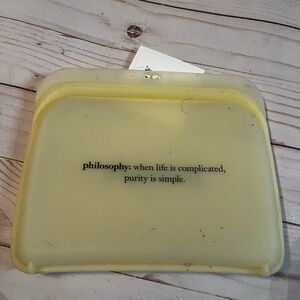 philosophy: when life is complicated,
purity is simple.